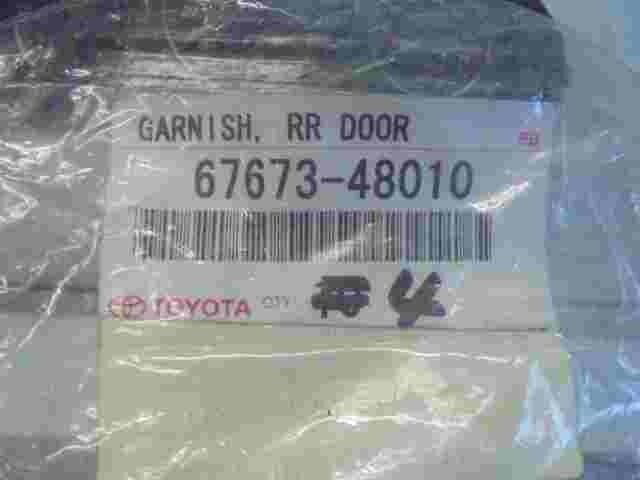 GARNISH, RR DOOR
67673-48010
TOYOTA QTY